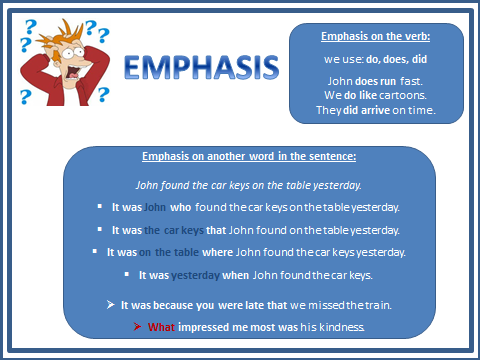 ? ? ? ? ?
EMPHASIS
Emphasis on the verb:
we use: do, does, did
John does run fast.
We do like cartoons.
They did arrive on time.
Emphasis on another word in the sentence:
John found the car keys on the table yesterday.
▪ It was John who found the car keys on the table yesterday.
▪ It was the car keys that John found on the table yesterday.
▪ It was on the table where John found the car keys yesterday.
▪ It was yesterday when John found the car keys.
➢ It was because you were late that we missed the train.
➢ What impressed me most was his kindness.